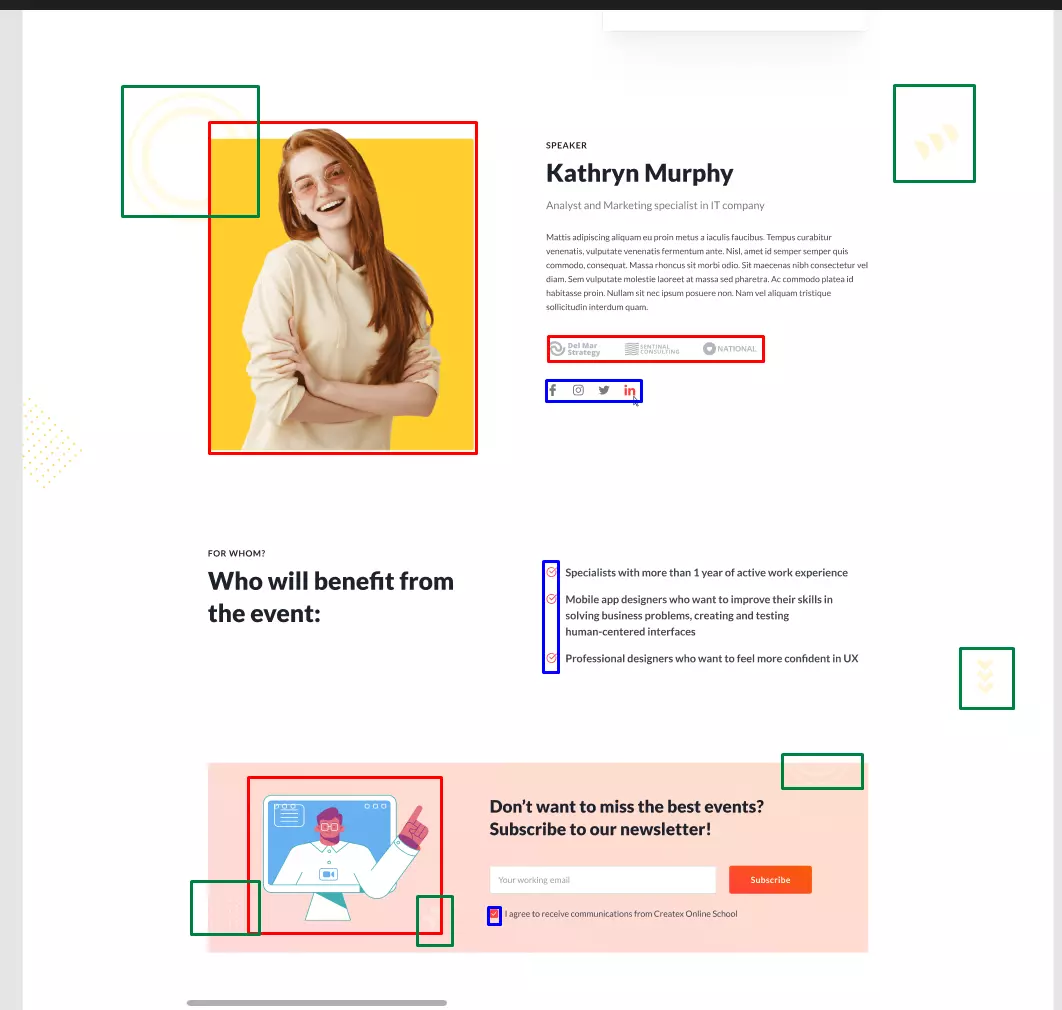 SPEAKER
Kathryn Murphy
Analyst and Marketing specialist in IT company
Mattis adipiscing aliquam eu proin metus a iaculis faucibus. Tempus curabitur
venenatis, vulputate venenatis fermentum ante. Nisl, amet id semper semper quis
commodo, consequat. Massa rhoncus sit morbi odio. Sit maecenas nibh consectetur vel
diam. Sem vulputate molestie laoreet at massa sed pharetra. Ac commodo platea id
habitasse proin. Nullam sit nec ipsum posuere non. Nam vel aliquam tristique
sollicitudin interdum quam.
Del Mar
Strategy
SENTINAL
CONSULTING
NATIONAL
FOR WHOM?
Who will benefit from
the event:
Specialists with more than 1 year of active work experience
Mobile app designers who want to improve their skills in
solving business problems, creating and testing
human-centered interfaces
Professional designers who want to feel more confident in UX
Don’t want to miss the best events?
Subscribe to our newsletter!
Your working email
Subscribe
I agree to receive communications from Createx Online School